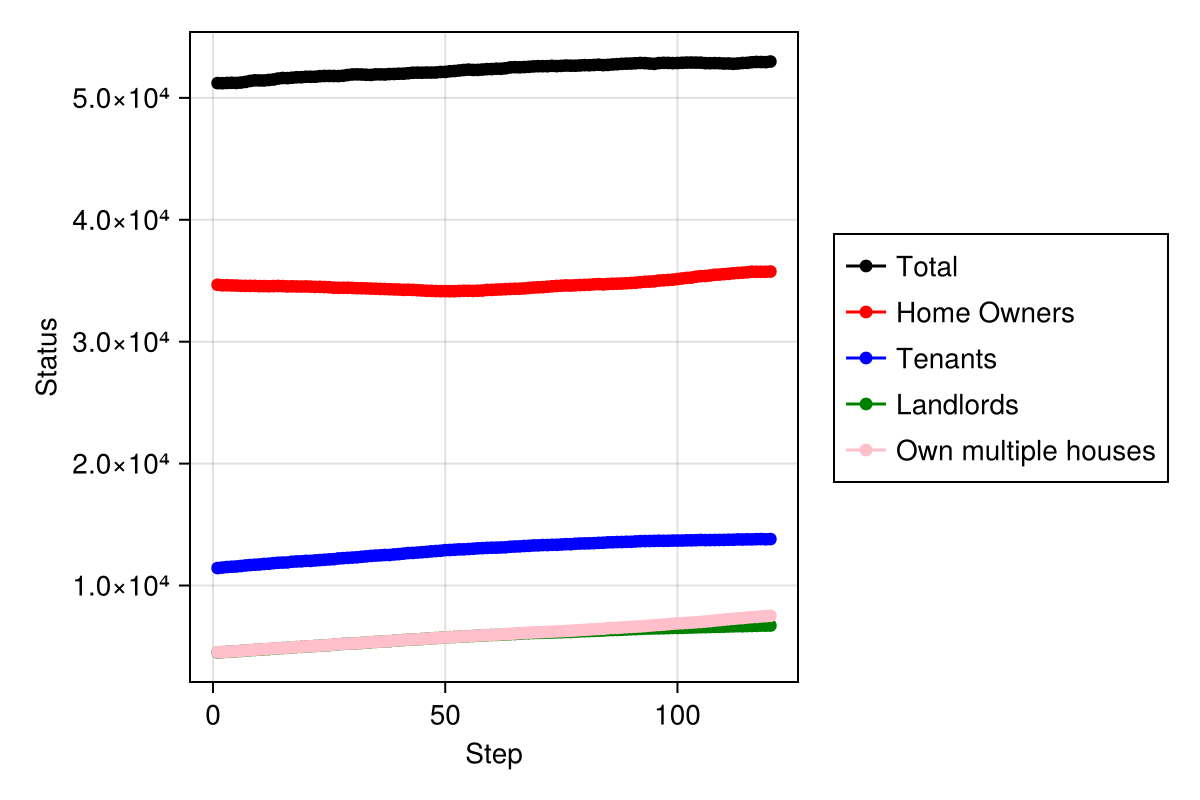 5.0×10⁴
4.0×10⁴
3.0×10⁴
2.0×10⁴
1.0×10⁴
Status
0
50
100
Step
Total
Home Owners
Tenants
Landlords
Own multiple houses